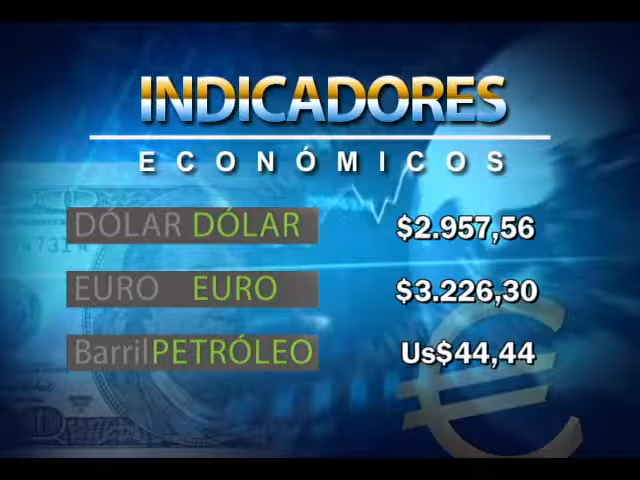 INDICADORES
ECONÓMICOS
DÓLAR DÓLAR $2.957,56
EURO EURO $3.226,30
Barril PETRÓLEO Us$44,44